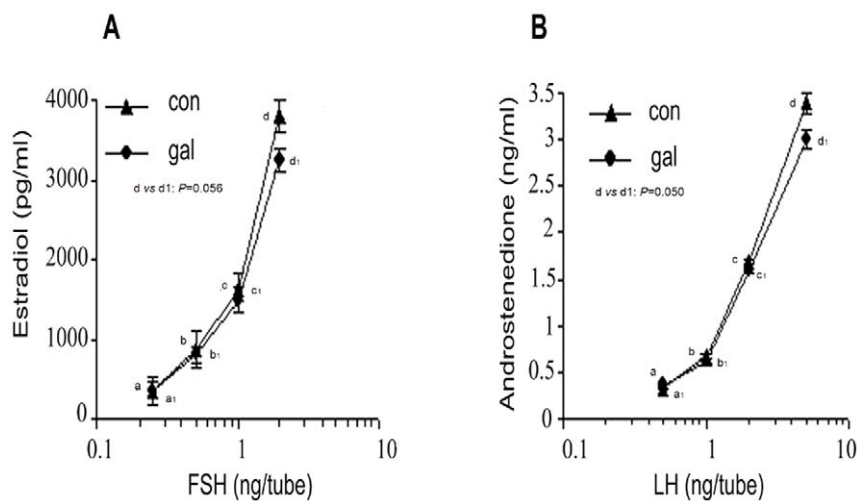 A
Estradiol (pg/ml)
4000
3000
2000
1000
0
con
gal
d vs d1: P=0.056
d
d1
c
c1
b
b1
a
a1
0.1
1
10
FSH (ng/tube)
B
Androstenedione (ng/ml)
3.5
3
2.5
2
1.5
1
0.5
0
con
gal
d vs d1: P=0.050
d
d1
c
c1
b
b1
a
a1
0.1
1
10
LH (ng/tube)